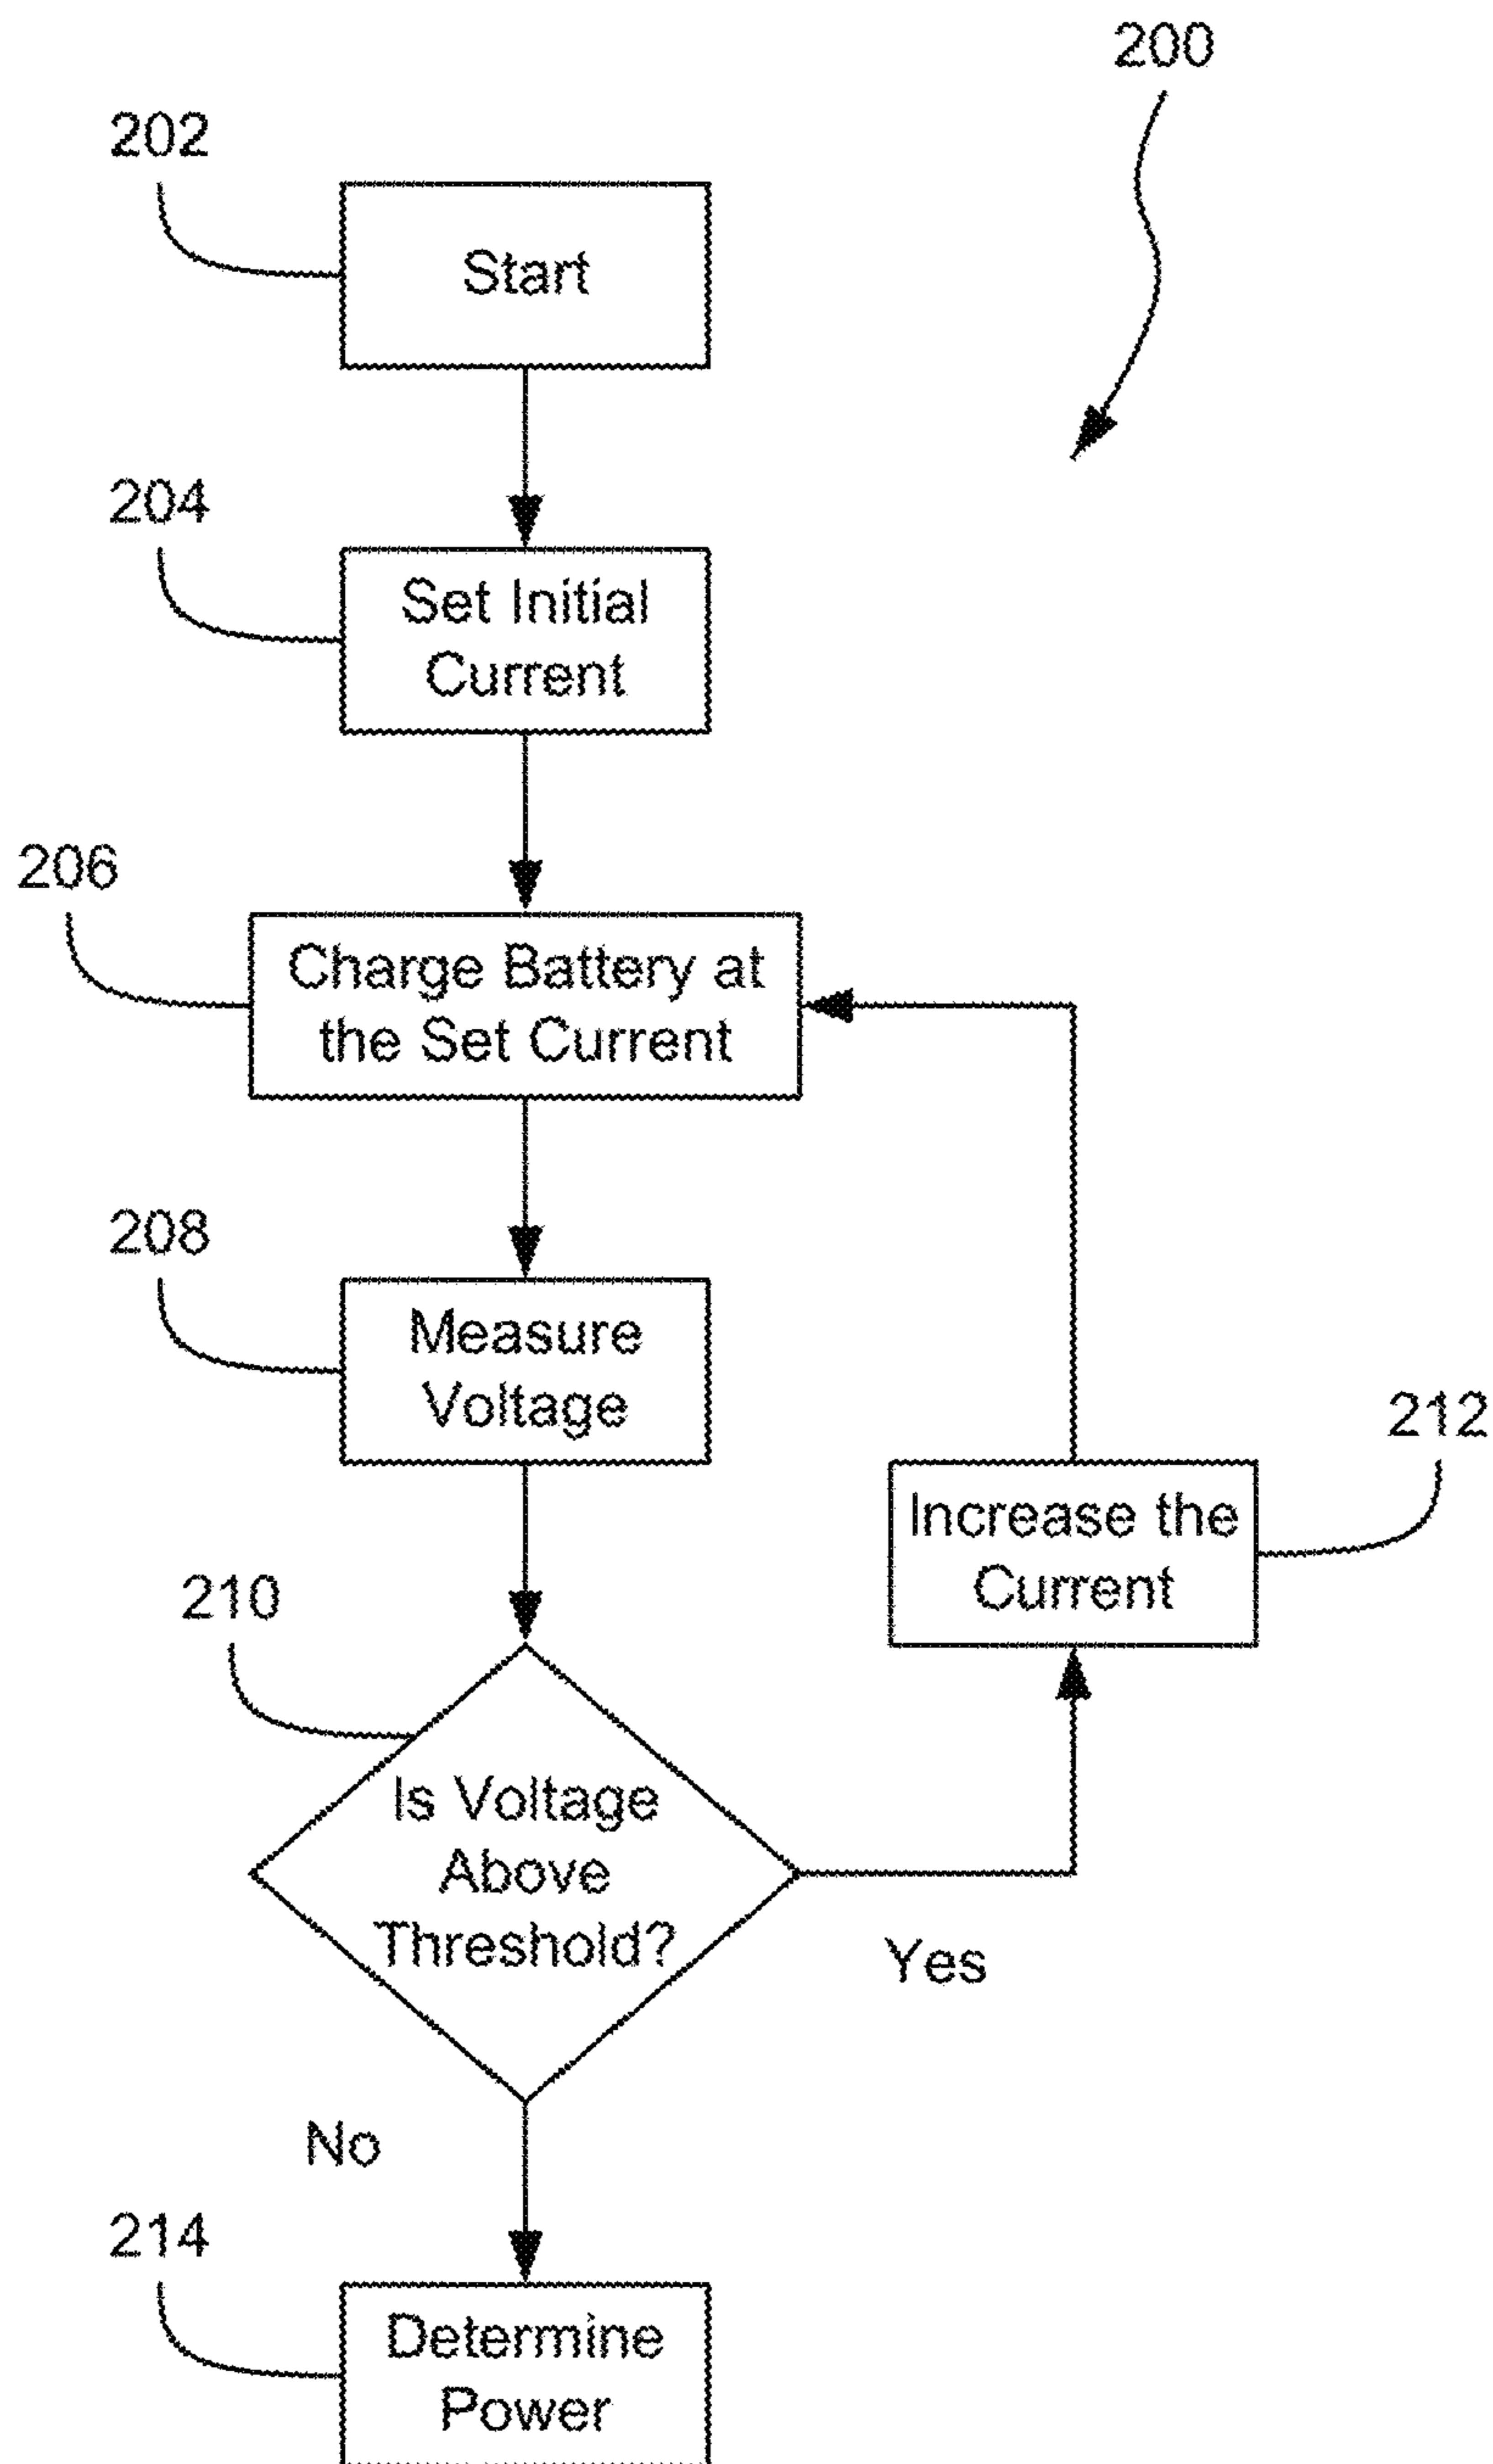 200
202
Start
204
Set Initial
Current
206
Charge Battery at
the Set Current
208
Measure
Voltage
212
Increase the
Current
210
Is Voltage
Above
Threshold?
Yes
No
214
Determine
Power